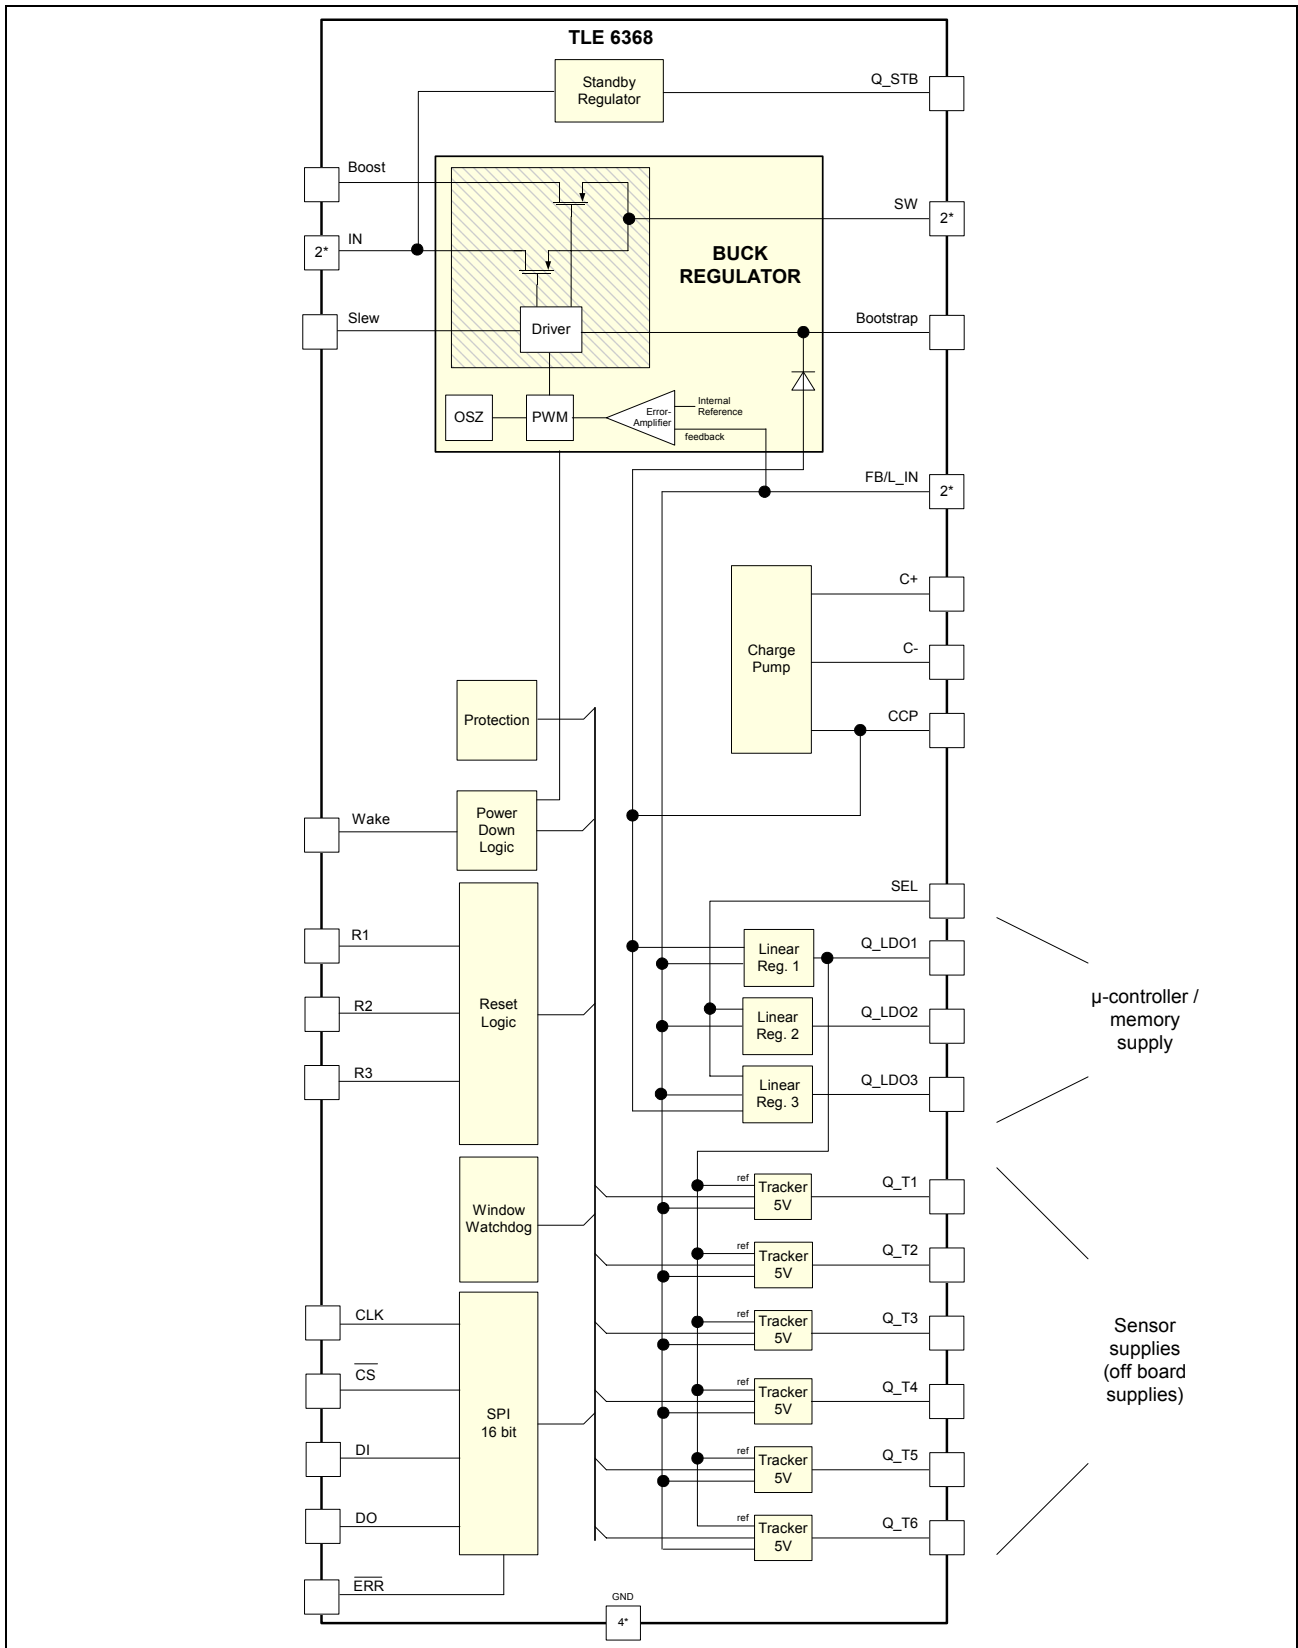 TLE 6368
Standby
Regulator
Q_STB
Boost
SW
2*
IN
2*
BUCK
REGULATOR
Slew
Driver
Bootstrap
OSZ
PWM
Error-
Amplifier
Internal
Reference
feedback
FB/L_IN
2*
C+
Charge
Pump
C-
CCP
Protection
Wake
Power
Down
Logic
SEL
R1
Linear
Reg. 1
Q_LDO1
R2
Reset
Logic
Linear
Reg. 2
Q_LDO2
R3
Linear
Reg. 3
Q_LDO3
µ-controller /
memory
supply
Window
Watchdog
ref
Tracker
5V
Q_T1
ref
Tracker
5V
Q_T2
CLK
ref
Tracker
5V
Q_T3
CS
SPI
16 bit
ref
Tracker
5V
Q_T4
DI
ref
Tracker
5V
Q_T5
DO
ref
Tracker
5V
Q_T6
Sensor
supplies
(off board
supplies)
ERR
GND
4*